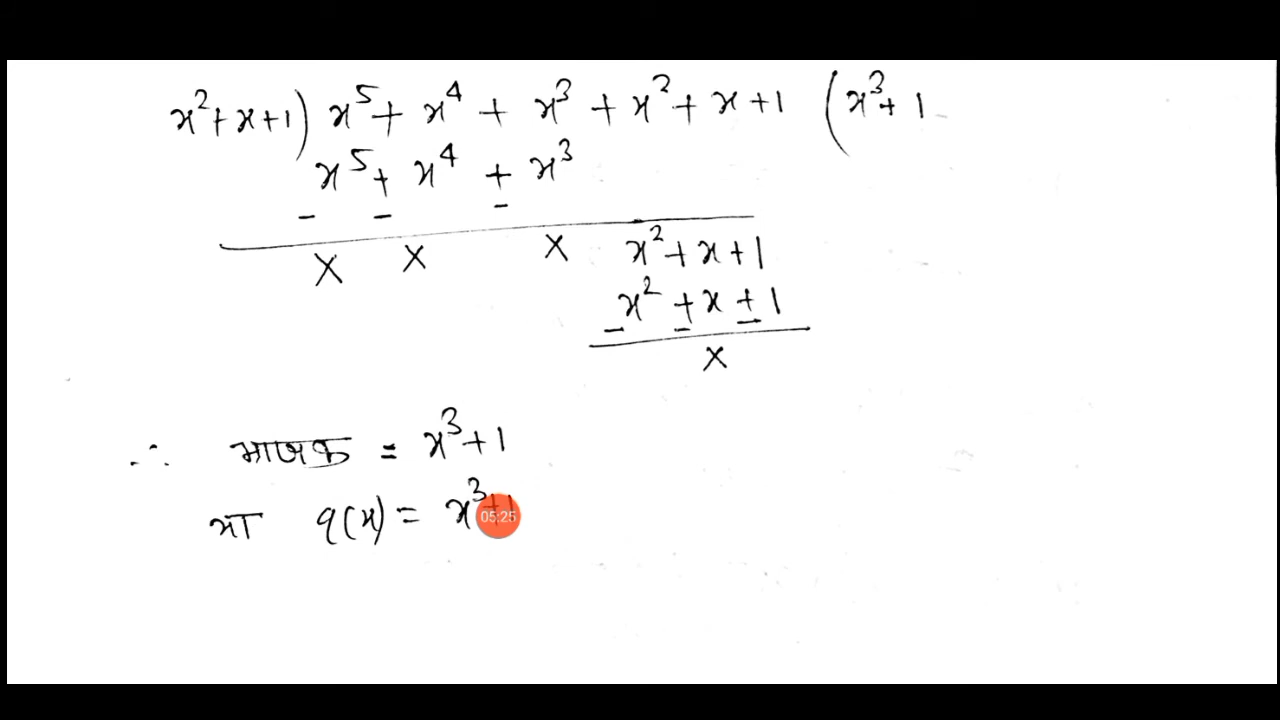 x²+x+1) x⁵+ x⁴ + x³ + x² + x +1 (x³+ 1
x⁵ + x⁴ + x³
- - -
x x x x²+x+1
x² + x + 1
- - -
x
∴ भाजक = x³+1
या q(x) = x³+1
05:25